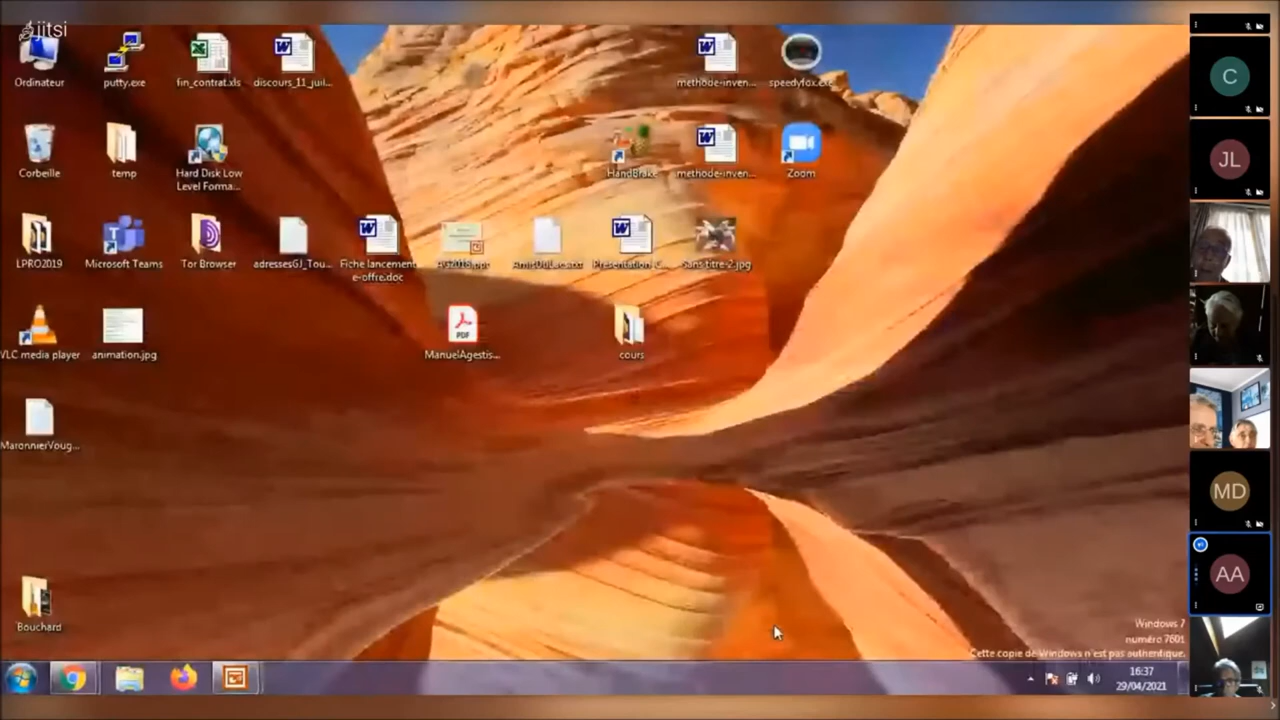 jitsi
Ordinateur
putty.exe
fin_contrat.xls
discours_11_juil...
methode-inven...
speedyfox.exe
Corbeille
temp
Hard Disk Low
Level Forma...
HandBrake
methode-inven...
Zoom
LPRO2019
Microsoft Teams
Tor Browser
adressesGJ_Tou...
Fiche lancement
e-offre.doc
AG2018.ppt
Presentation-C...
Sans titre-2.jpg
VLC media player
animation.jpg
PDF
ManuelAgestis...
cours
MaronnierVoug...
Bouchard
C
JL
MD
AA
Windows 7
numéro 7601
Cette copie de Windows n'est pas authentique.
16:37
29/04/2021